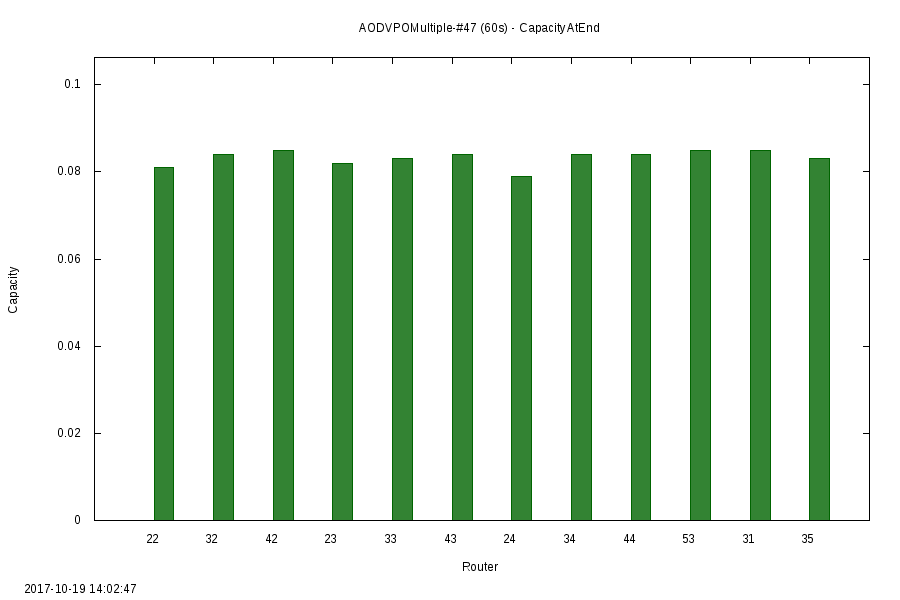 AODVPOMultiple-#47 (60s) - CapacityAtEnd
0.1
0.08
0.06
0.04
0.02
0
Capacity
22 32 42 23 33 43 24 34 44 53 31 35
Router
2017-10-19 14:02:47